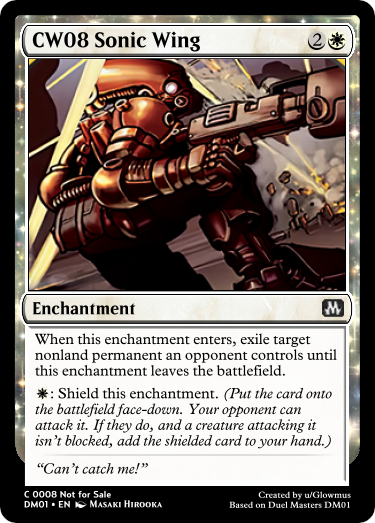 CW08 Sonic Wing 2
Enchantment
When this enchantment enters, exile target
nonland permanent an opponent controls until
this enchantment leaves the battlefield.
: Shield this enchantment. (Put the card onto
the battlefield face-down. Your opponent can
attack it. If they do, and a creature attacking it
isn't blocked, add the shielded card to your hand.)
"Can't catch me!"
C 0008 Not for Sale
DM01 • EN Masaki Hirooka
Created by u/Glowmus
Based on Duel Masters DM01